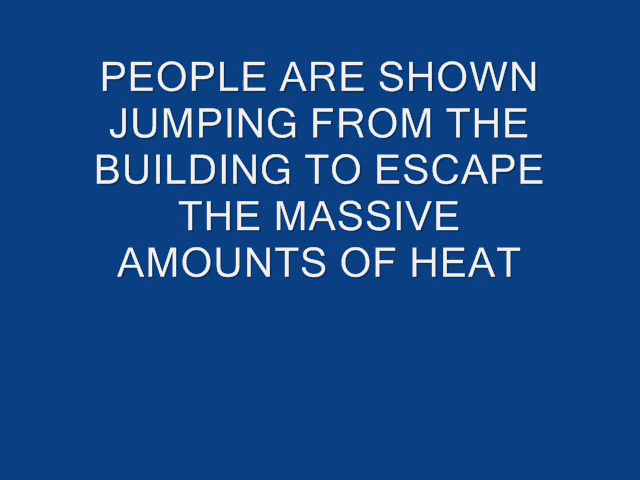 PEOPLE ARE SHOWN
JUMPING FROM THE
BUILDING TO ESCAPE
THE MASSIVE
AMOUNTS OF HEAT